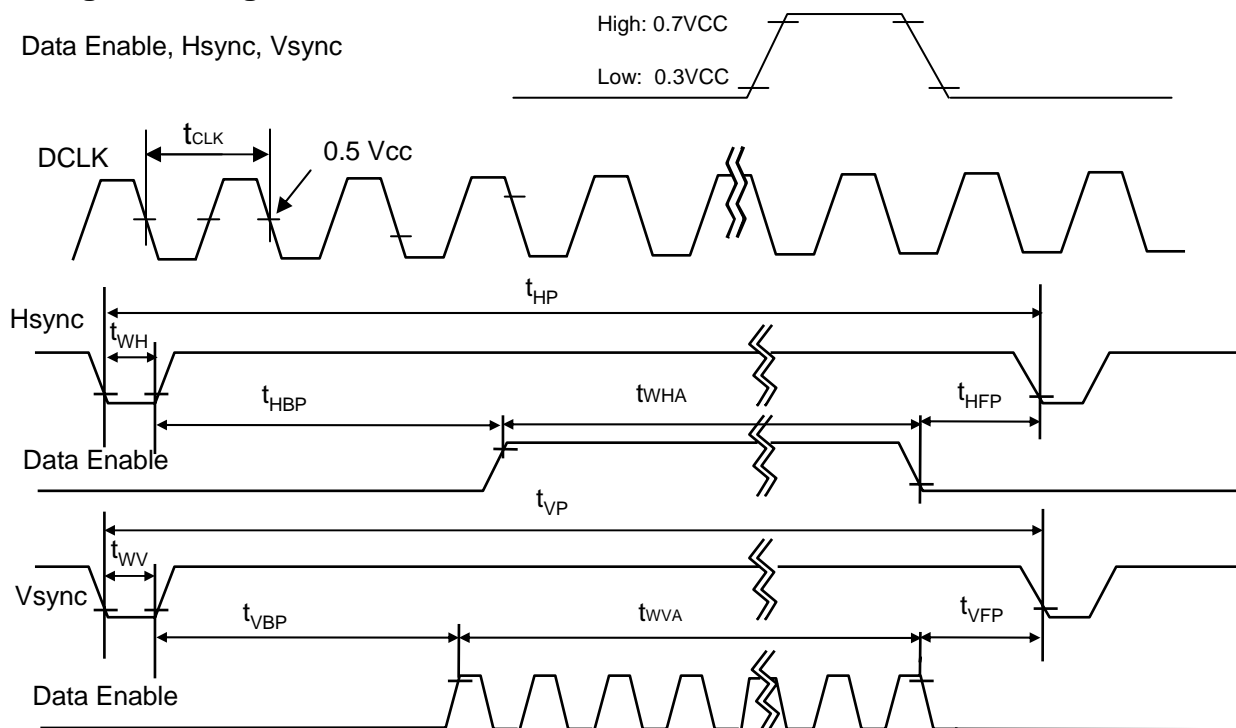 Data Enable, Hsync, Vsync
High: 0.7VCC
Low: 0.3VCC
tCLK
DCLK
0.5 Vcc
tHP
Hsync
tWH
tHBP
tWHA
tHFP
Data Enable
tVP
tWV
Vsync
tVBP
tWVA
tVFP
Data Enable